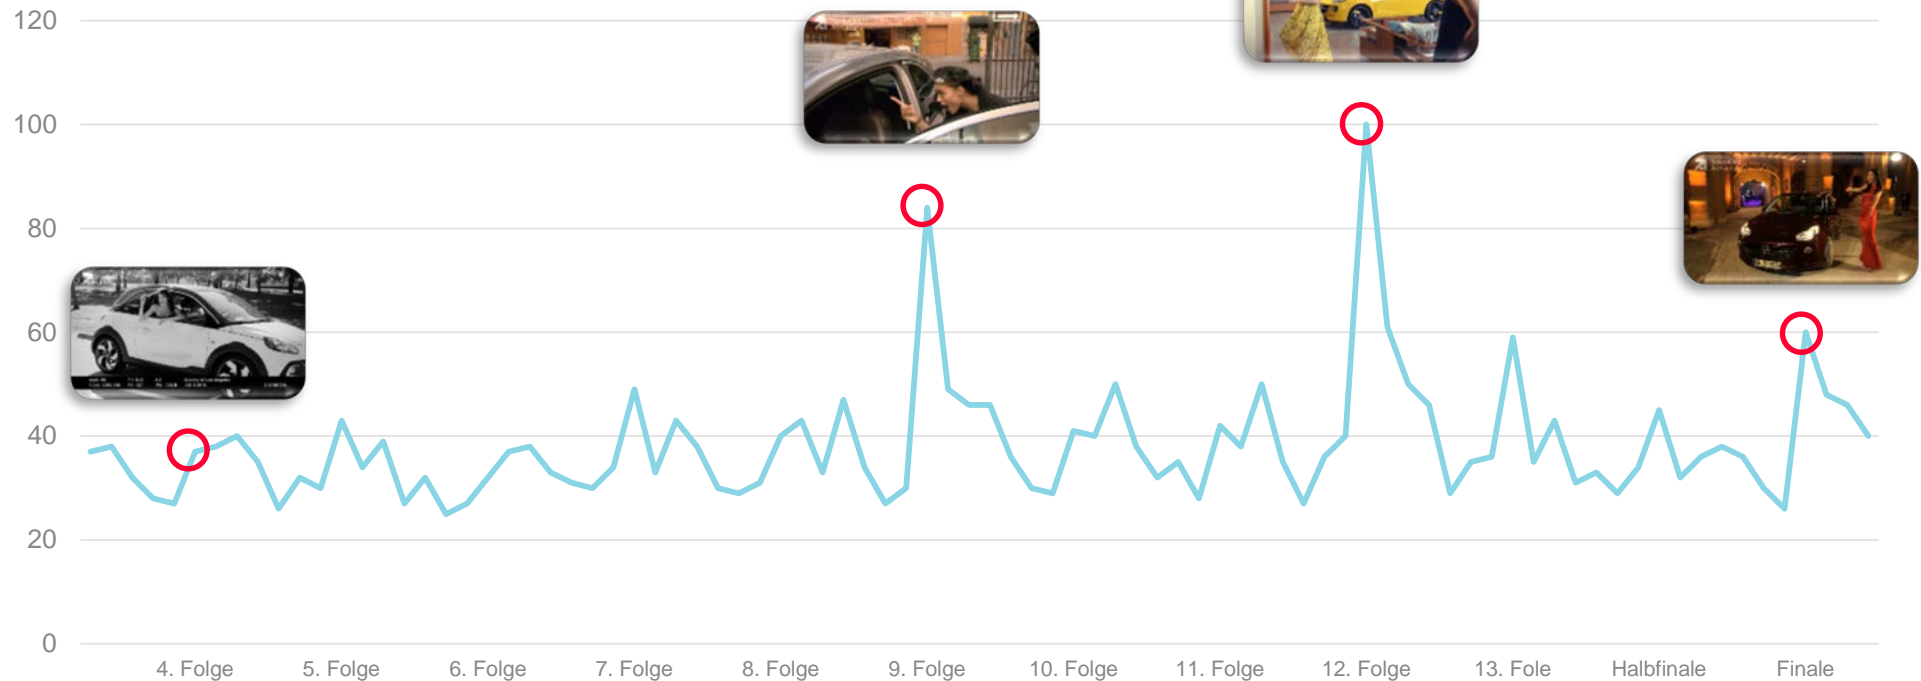 120
100
80
60
40
20
0
4. Folge
5. Folge
6. Folge
7. Folge
8. Folge
9. Folge
10. Folge
11. Folge
12. Folge
13. Fole
Halbfinale
Finale